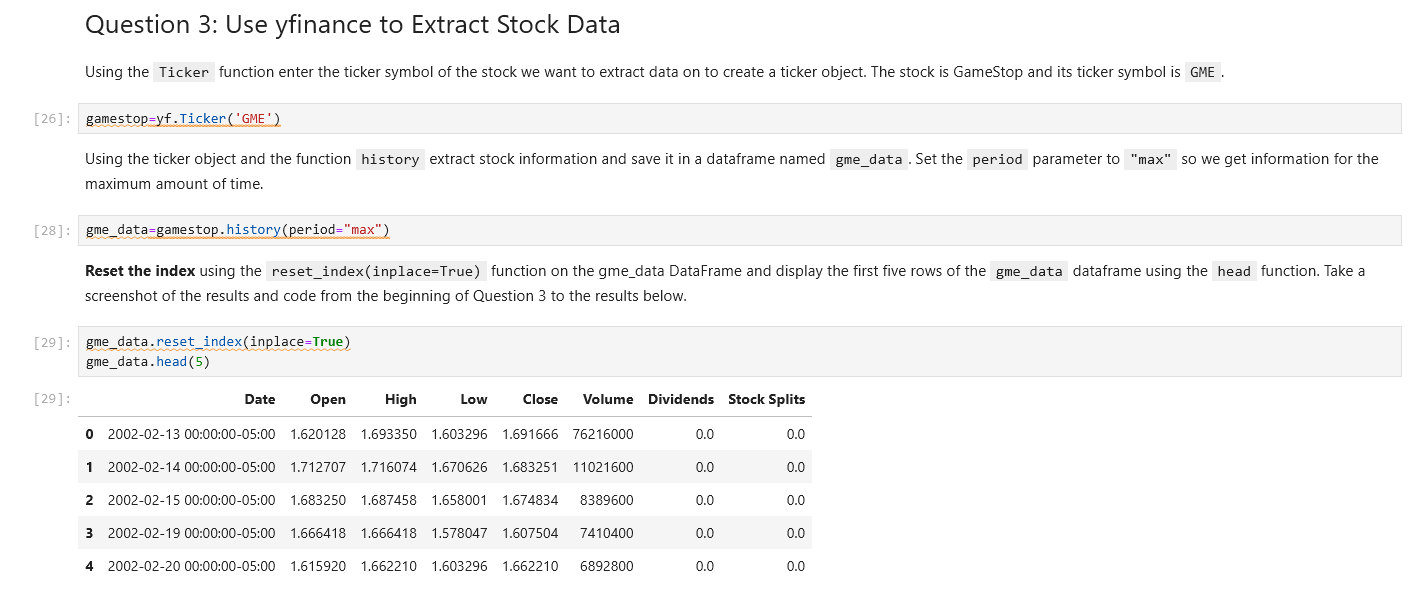 Question 3: Use yfinance to Extract Stock Data
Using the Ticker function enter the ticker symbol of the stock we want to extract data on to create a ticker object. The stock is GameStop and its ticker symbol is GME .
[26]: gamestop=yf.Ticker('GME')
Using the ticker object and the function history extract stock information and save it in a dataframe named gme_data . Set the period parameter to "max" so we get information for the
maximum amount of time.
[28]: gme_data=gamestop.history(period="max")
Reset the index using the reset_index(inplace=True) function on the gme_data DataFrame and display the first five rows of the gme_data dataframe using the head function. Take a
screenshot of the results and code from the beginning of Question 3 to the results below.
[29]: gme_data.reset_index(inplace=True)
gme_data.head(5)
[29]: Date Open High Low Close Volume Dividends Stock Splits
0 2002-02-13 00:00:00-05:00 1.620128 1.693350 1.603296 1.691666 76216000 0.0 0.0
1 2002-02-14 00:00:00-05:00 1.712707 1.716074 1.670626 1.683251 11021600 0.0 0.0
2 2002-02-15 00:00:00-05:00 1.683250 1.687458 1.658001 1.674834 8389600 0.0 0.0
3 2002-02-19 00:00:00-05:00 1.666418 1.666418 1.578047 1.607504 7410400 0.0 0.0
4 2002-02-20 00:00:00-05:00 1.615920 1.662210 1.603296 1.662210 6892800 0.0 0.0